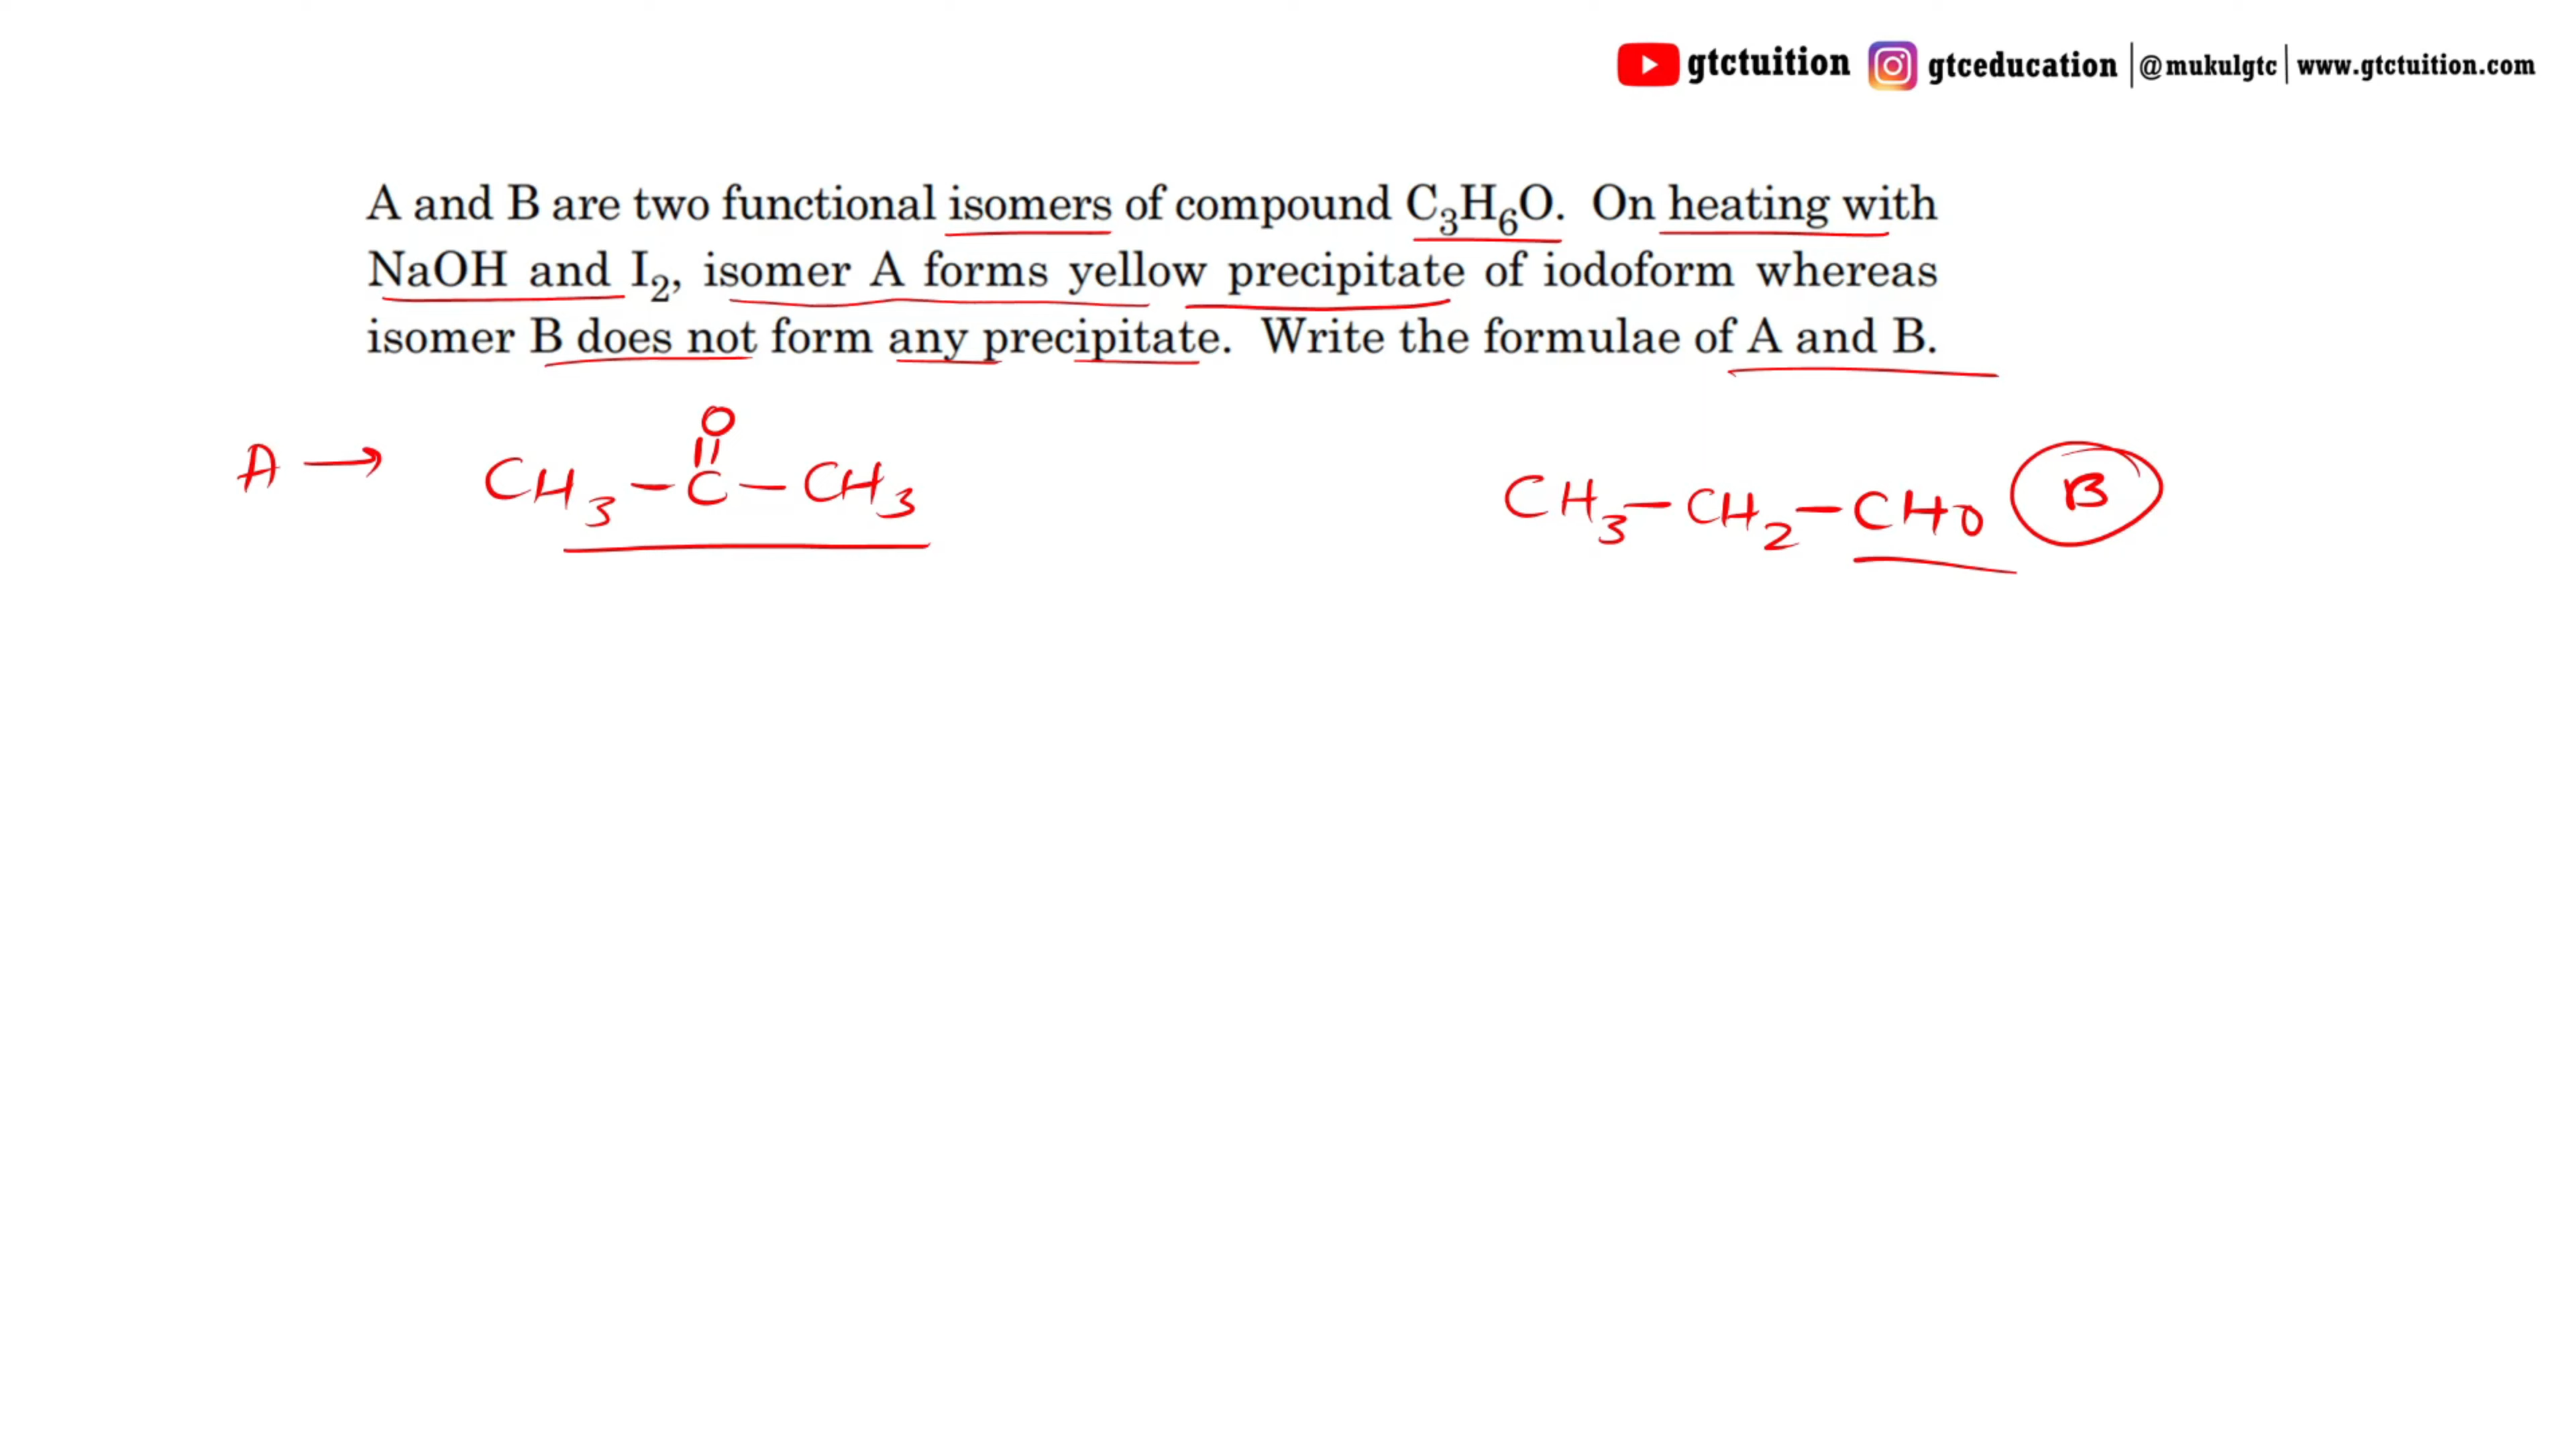 gtctuition gtceducation | @mukulgtc | www.gtctuition.com
A and B are two functional isomers of compound C₃H₆O. On heating with
NaOH and I₂, isomer A forms yellow precipitate of iodoform whereas
isomer B does not form any precipitate. Write the formulae of A and B.
O
A → CH₃-C-CH₃
CH₃-CH₂-CHO B